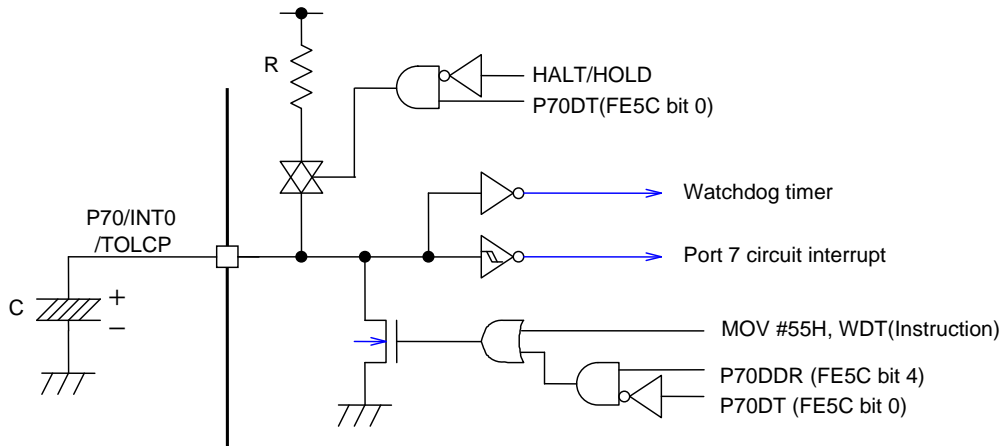 R
HALT/HOLD
P70DT(FE5C bit 0)
Watchdog timer
P70/INT0
/TOLCP
Port 7 circuit interrupt
C
+
−
MOV #55H, WDT(Instruction)
P70DDR (FE5C bit 4)
P70DT (FE5C bit 0)